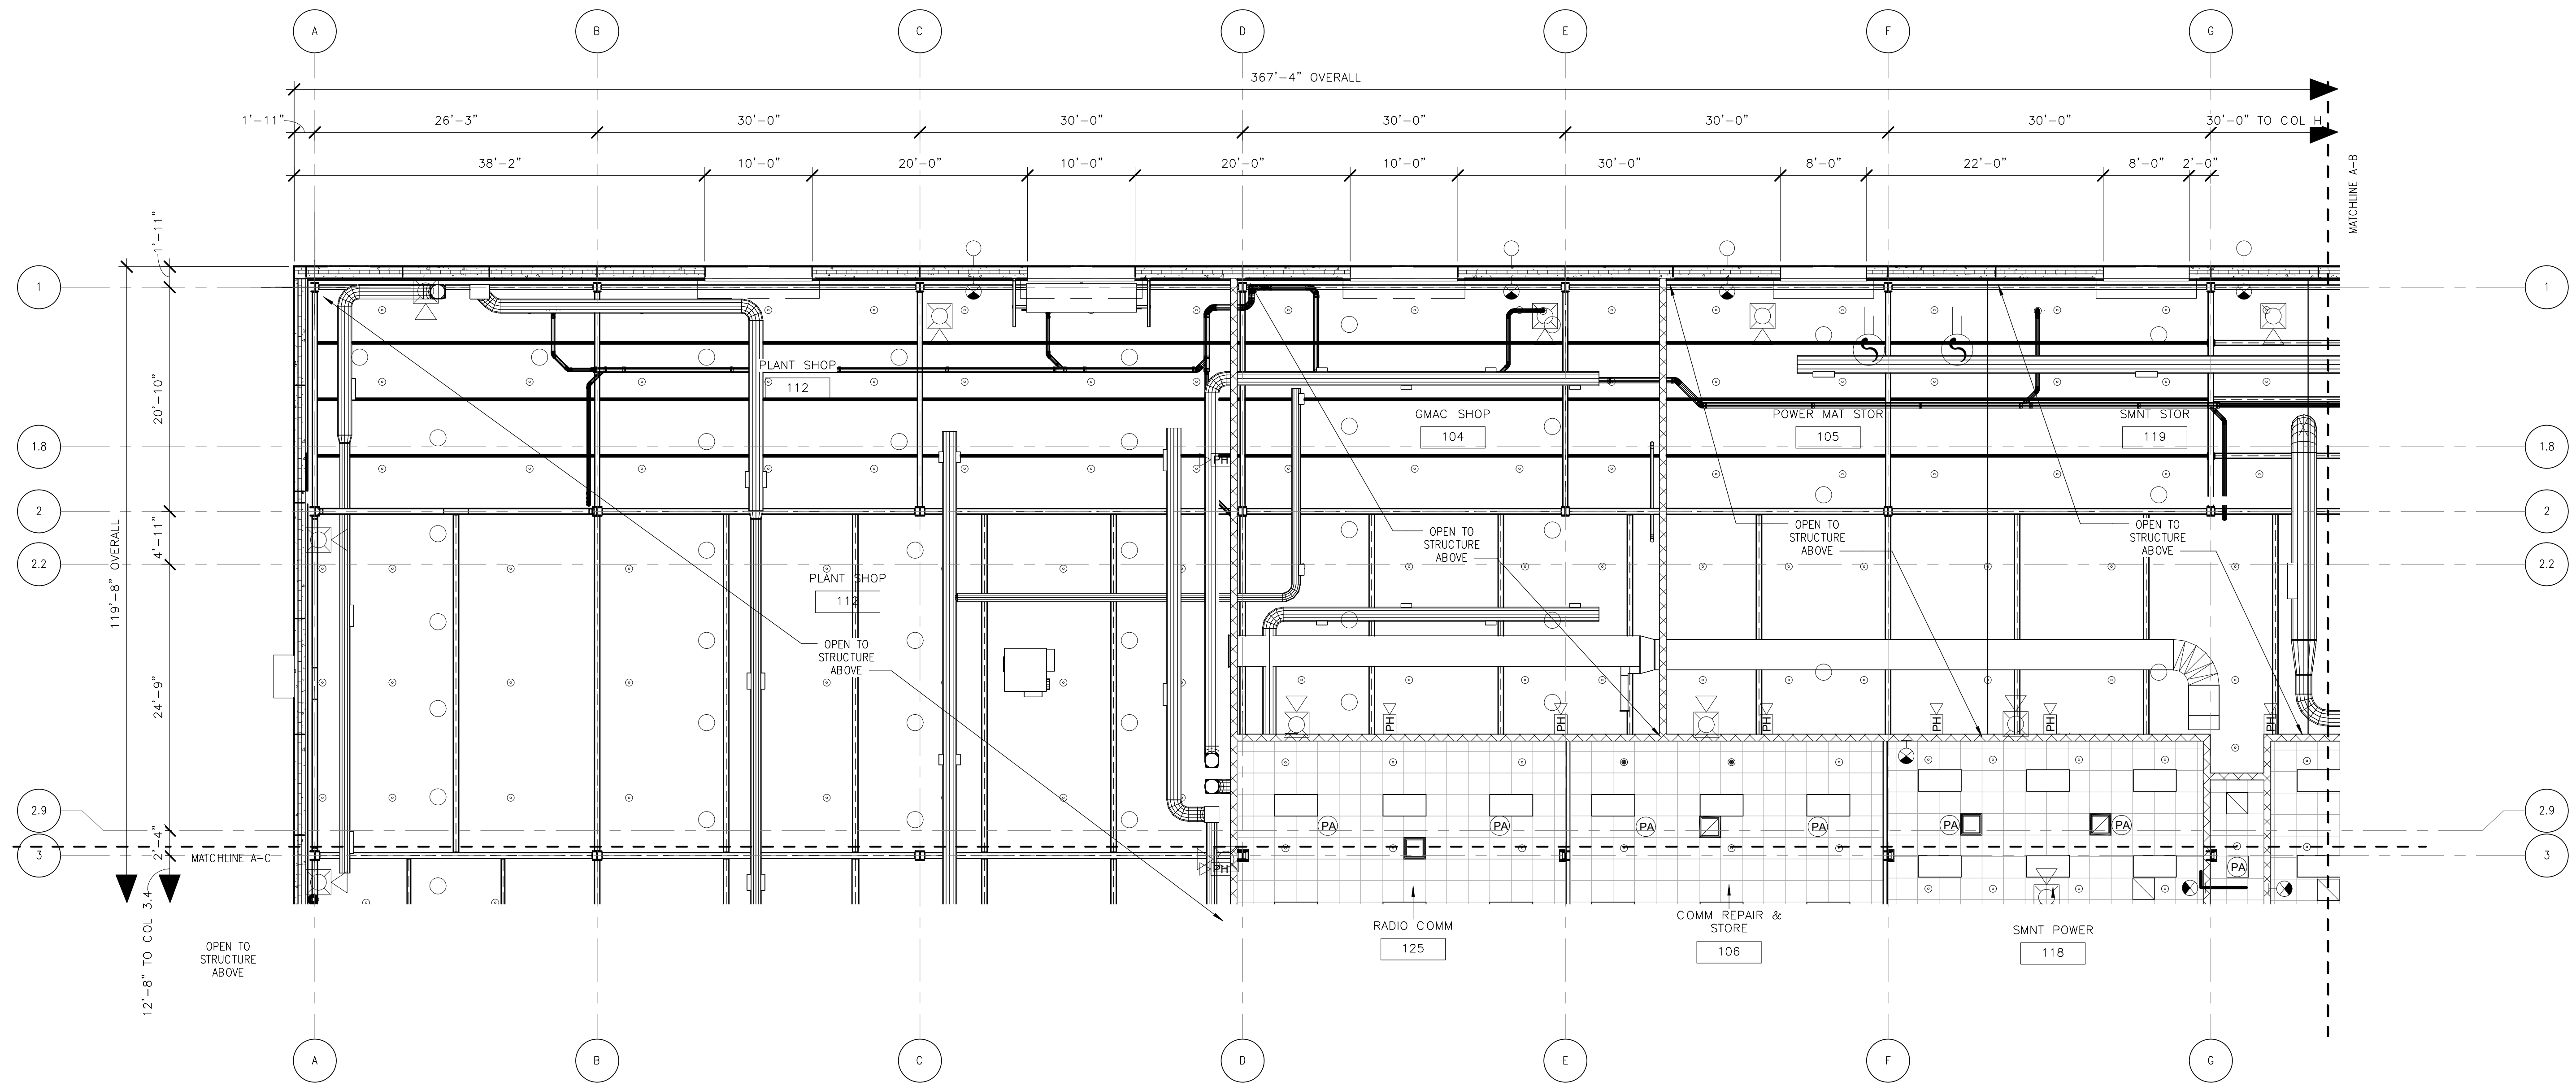 A B C D E F G
367'-4" OVERALL
1'-11" 26'-3" 30'-0" 30'-0" 30'-0" 30'-0" 30'-0" 30'-0" TO COL H
38'-2" 10'-0" 20'-0" 10'-0" 20'-0" 10'-0" 30'-0" 8'-0" 22'-0" 8'-0" 2'-0"
MATCHLINE A-B
1'-11"
1 1
PLANT SHOP
112
20'-10"
GMAC SHOP
104
POWER MAT STOR
105
SMNT STOR
119
1.8 1.8
PH
2 2
OPEN TO
STRUCTURE
ABOVE
OPEN TO
STRUCTURE
ABOVE
OPEN TO
STRUCTURE
ABOVE
4'-11"
119'-8" OVERALL
2.2 2.2
PLANT SHOP
112
OPEN TO
STRUCTURE
ABOVE
24'-9"
PH PH PH PH PH PH
2.9 2.9
PA PA PA PA PA PA
2'-4"
3 3
MATCHLINE A-C
PH
PA
12'-8" TO COL 3.4
OPEN TO
STRUCTURE
ABOVE
RADIO COMM
125
COMM REPAIR &
STORE
106
SMNT POWER
118
A B C D E F G